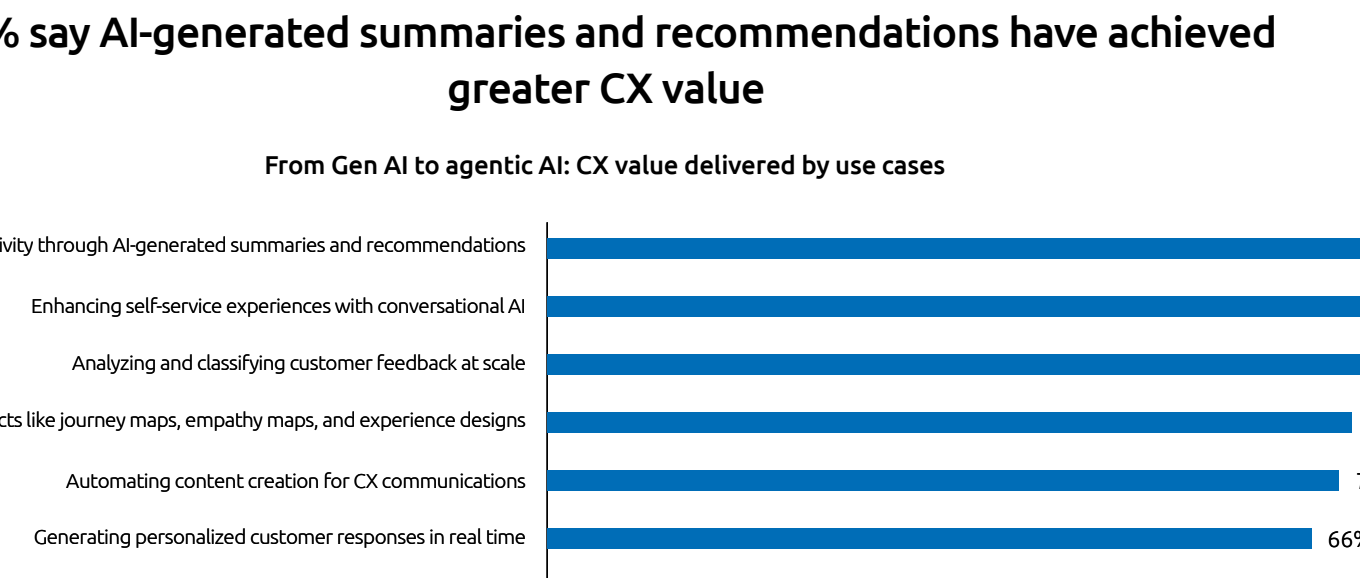 % say AI-generated summaries and recommendations have achieved
greater CX value
From Gen AI to agentic AI: CX value delivered by use cases
through AI-generated summaries and recommendations
Enhancing self-service experiences with conversational AI
Analyzing and classifying customer feedback at scale
like journey maps, empathy maps, and experience designs
Automating content creation for CX communications
Generating personalized customer responses in real time
66%